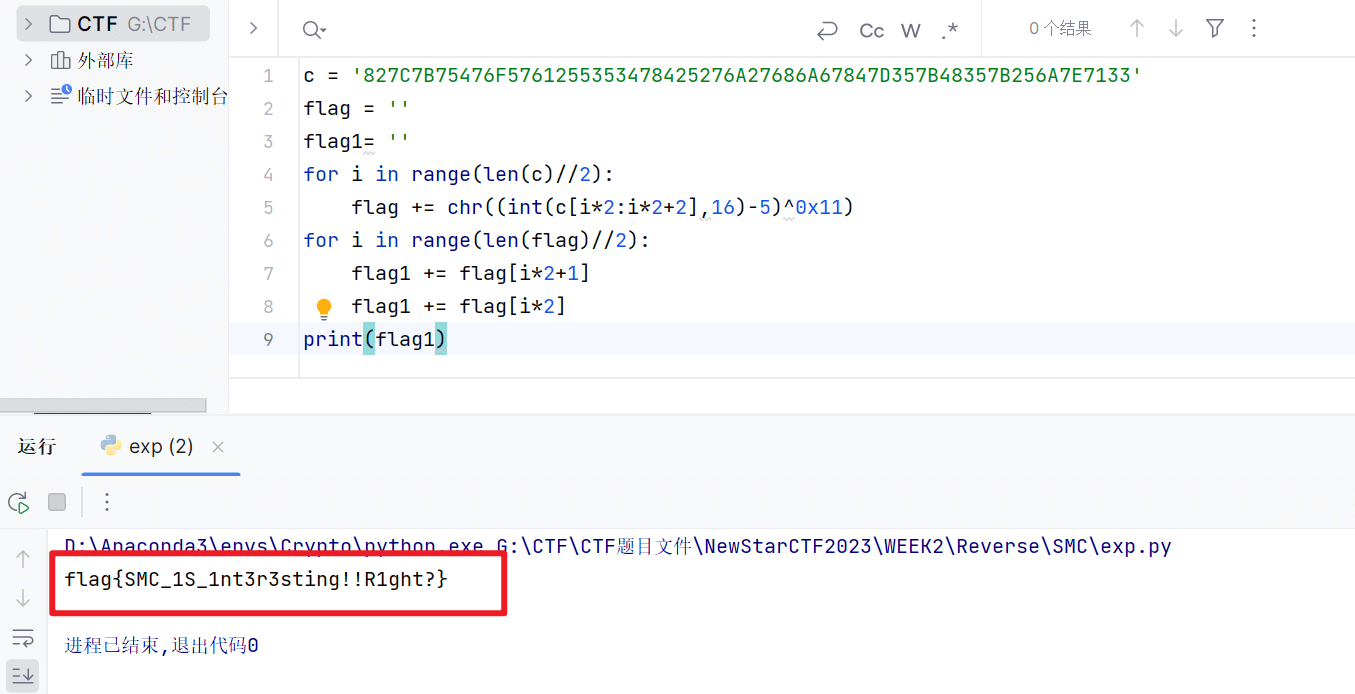 CTF G:\CTF
外部库
临时文件和控制台
Cc W .* 0 个结果
1 c = '827C7B75476F5761255353478425276A27686A67847D357B48357B256A7E7133'
2 flag = ''
3 flag1= ''
4 for i in range(len(c)//2):
5 flag += chr((int(c[i*2:i*2+2],16)-5)^0x11)
6 for i in range(len(flag)//2):
7 flag1 += flag[i*2+1]
8 flag1 += flag[i*2]
9 print(flag1)
运行 exp (2)
D:\Anaconda3\envs\Crypto\python.exe G:\CTF\CTF题目文件\NewStarCTF2023\WEEK2\Reverse\SMC\exp.py
flag{SMC_1S_1nt3r3sting!!R1ght?}
进程已结束,退出代码0